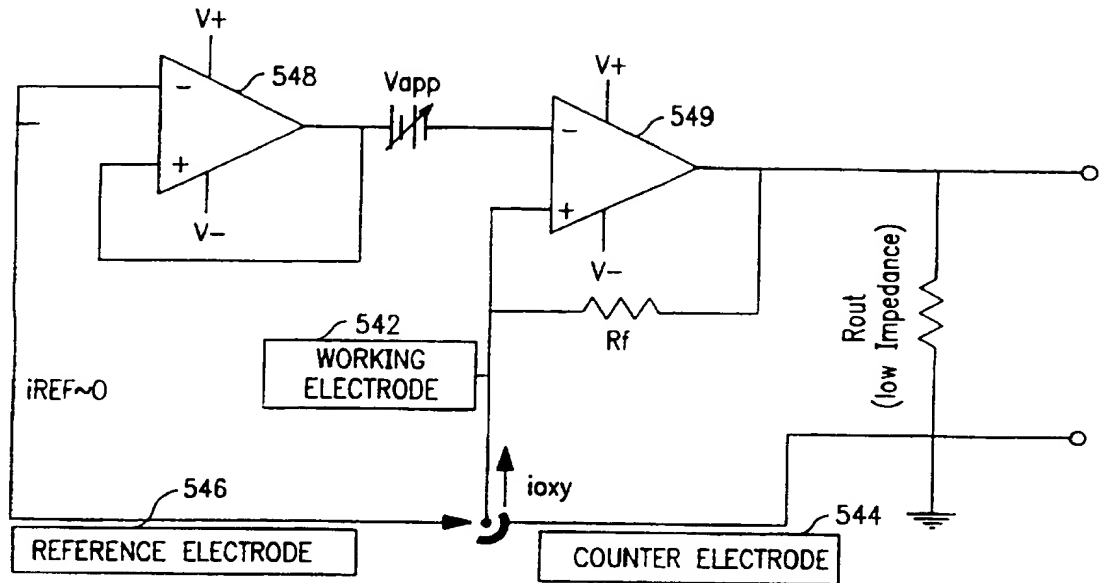 V+
548
−
+
V−
Vapp
V+
549
−
+
V−
Rf
Rout
(low Impedance)
542
WORKING
ELECTRODE
iREF~0
ioxy
546
REFERENCE ELECTRODE
544
COUNTER ELECTRODE